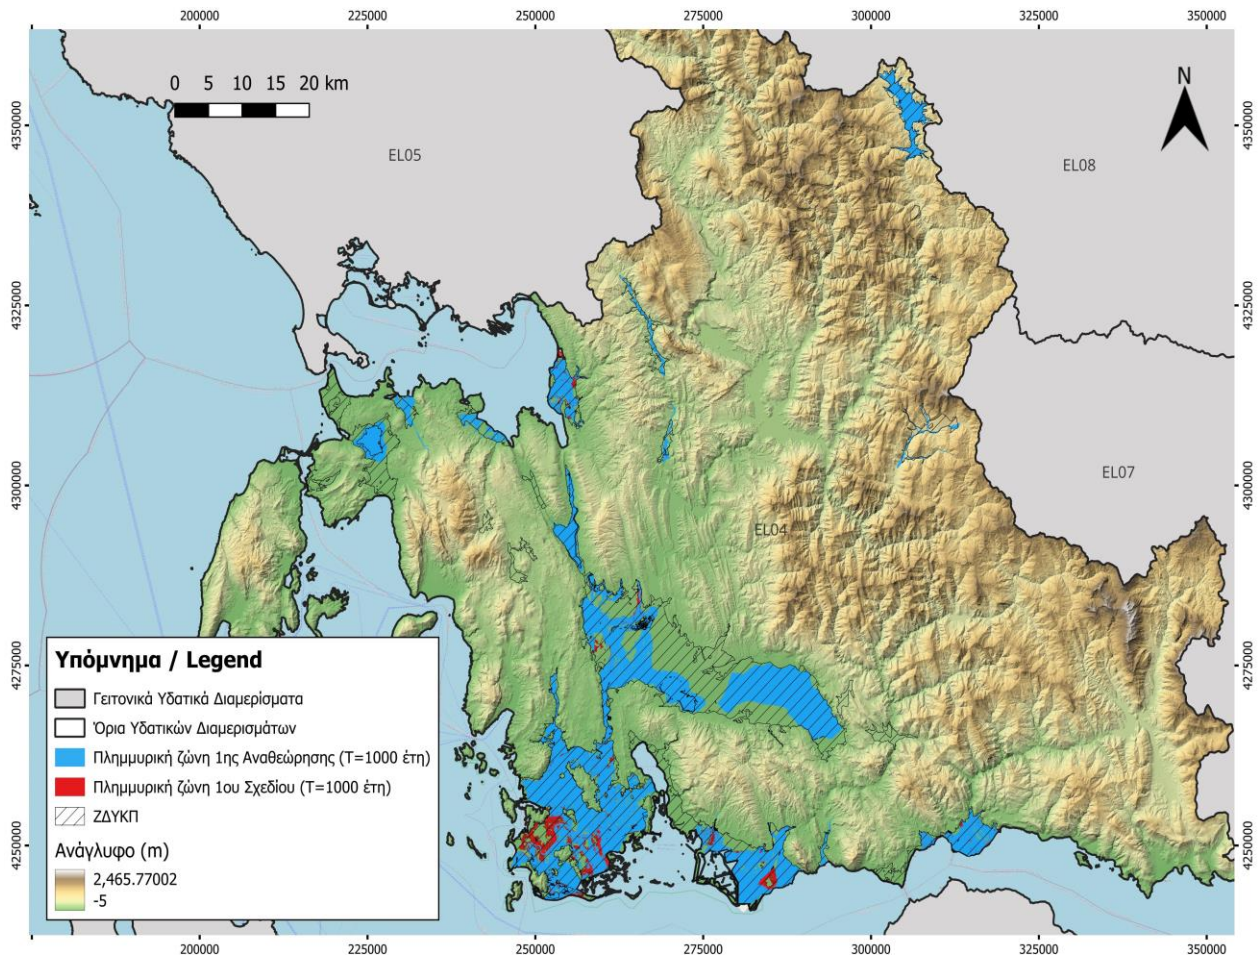 200000 225000 250000 275000 300000 325000 350000
0 5 10 15 20 km
N
4350000 4350000
EL05
EL08
4325000 4325000
EL07
4300000 4300000
EL04
4275000 4275000
Υπόμνημα / Legend
Γειτονικά Υδατικά Διαμερίσματα
Όρια Υδατικών Διαμερισμάτων
Πλημμυρική ζώνη 1ης Αναθεώρησης (T=1000 έτη)
Πλημμυρική ζώνη 1ου Σχεδίου (T=1000 έτη)
ΖΔΥΚΠ
Ανάγλυφο (m)
2,465.77002
-5
4250000 4250000
200000 225000 250000 275000 300000 325000 350000